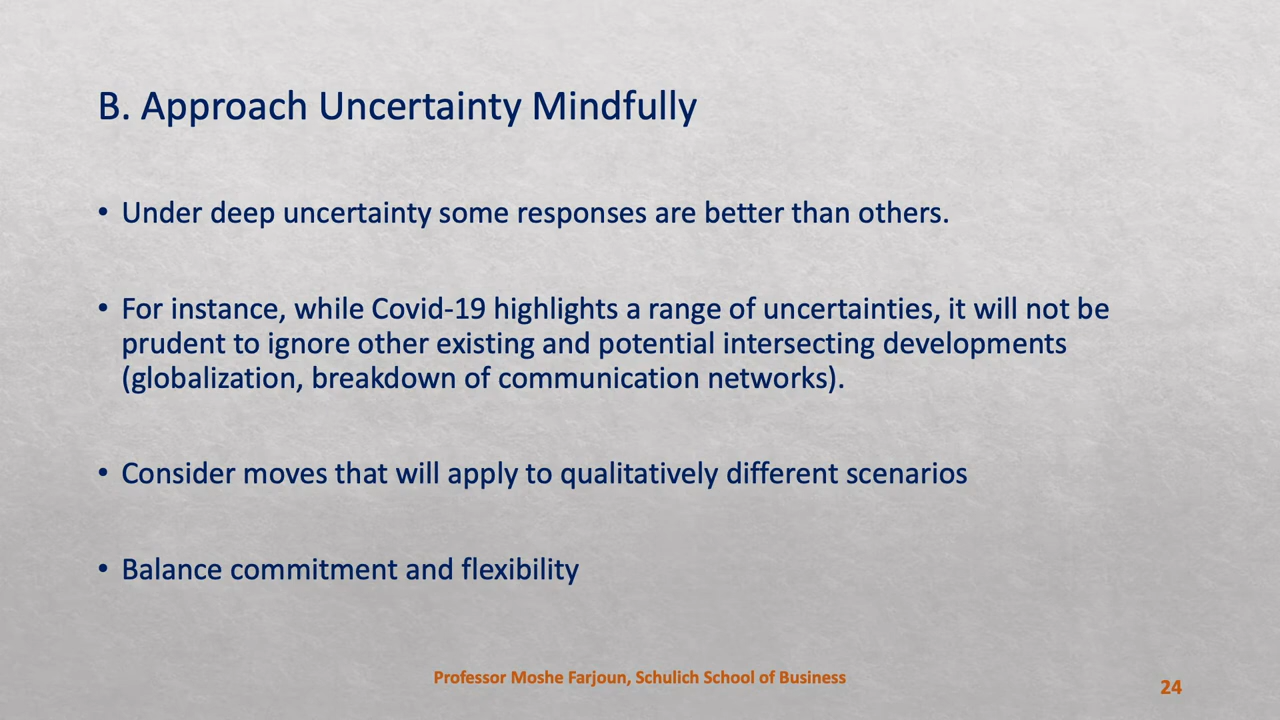 B. Approach Uncertainty Mindfully
• Under deep uncertainty some responses are better than others.
• For instance, while Covid-19 highlights a range of uncertainties, it will not be
prudent to ignore other existing and potential intersecting developments
(globalization, breakdown of communication networks).
• Consider moves that will apply to qualitatively different scenarios
• Balance commitment and flexibility
Professor Moshe Farjoun, Schulich School of Business
24